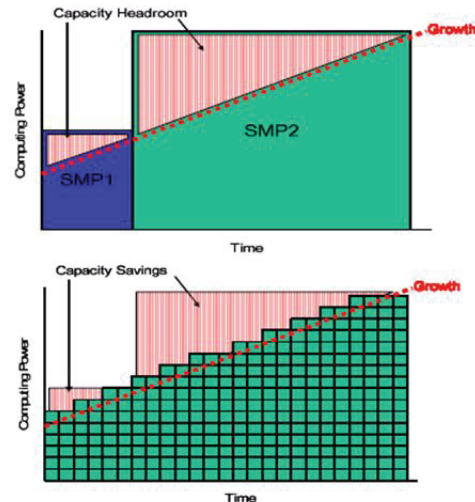 Capacity Headroom
Growth
Computing Power
SMP1
SMP2
Time
Capacity Savings
Growth
Computing Power
Time